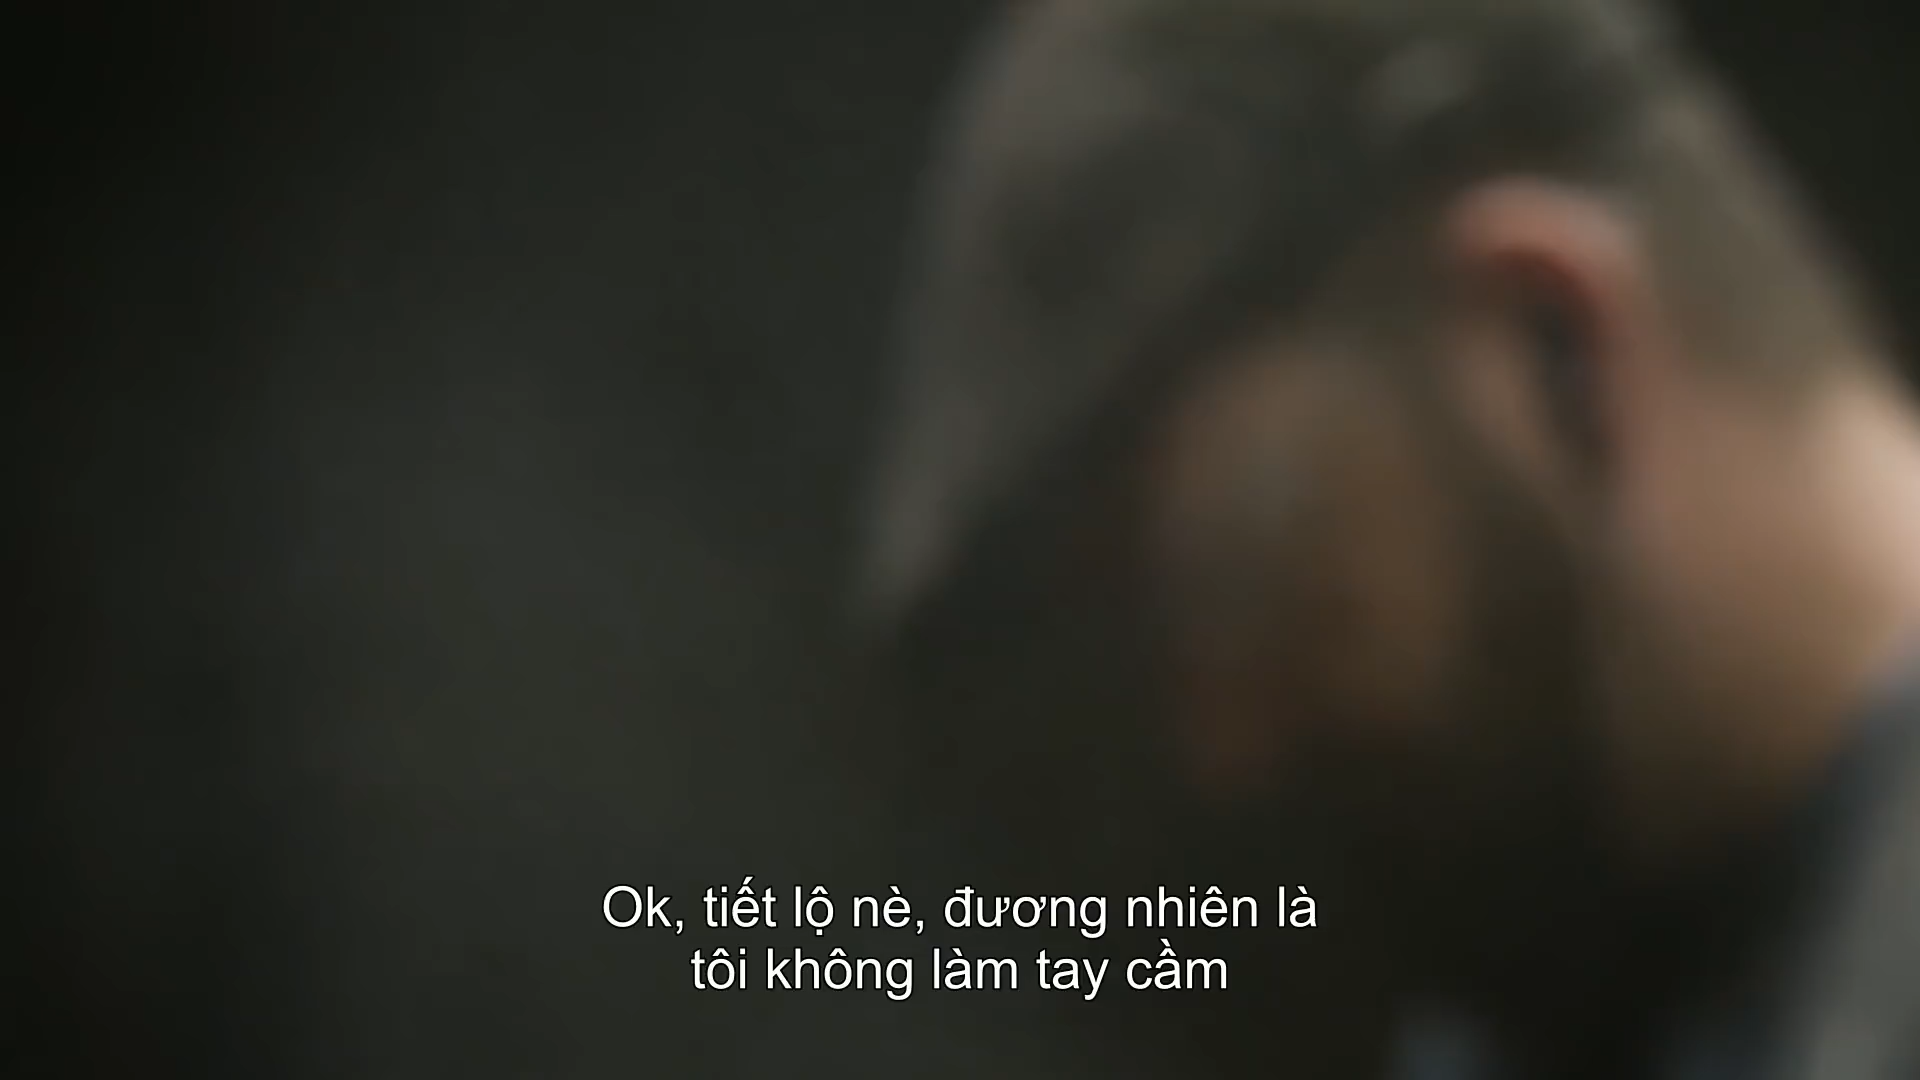 Ok, tiết lộ nè, đương nhiên là
tôi không làm tay cầm